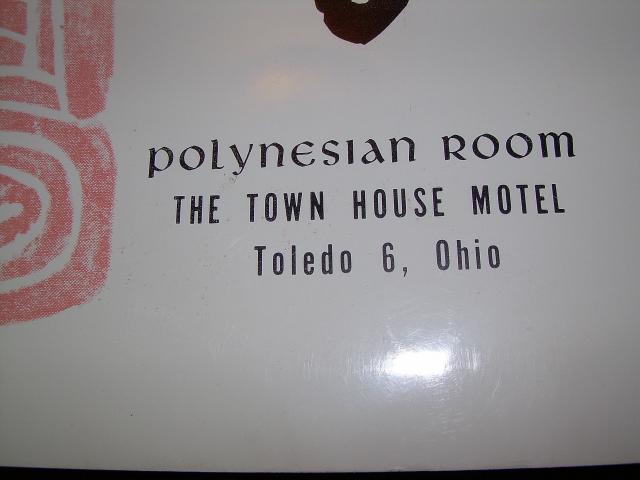 polynesian room
THE TOWN HOUSE MOTEL
Toledo 6, Ohio